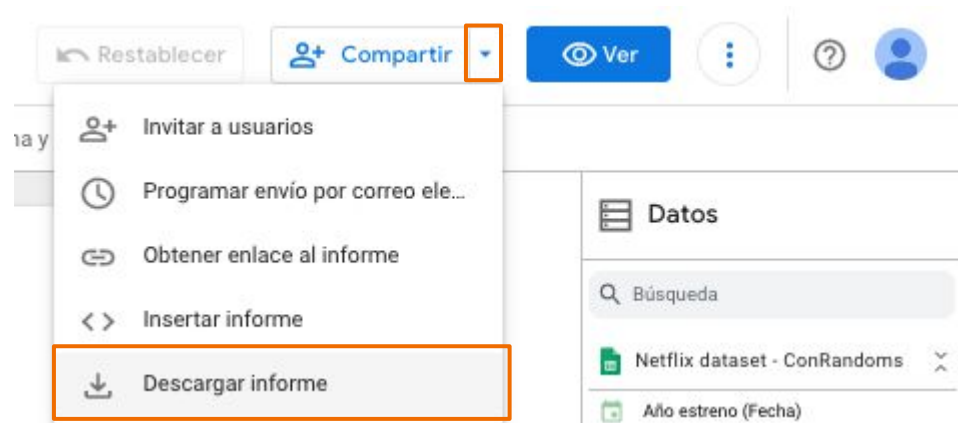 Restablecer
Compartir
Ver
Invitar a usuarios
na y
Programar envío por correo ele...
Datos
Obtener enlace al informe
Búsqueda
Insertar informe
Netflix dataset - ConRandoms
Descargar informe
Año estreno (Fecha)